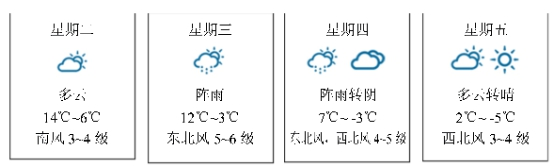 星期二
多云
14℃~6℃
南风 3~4 级
星期三
阵雨
12℃~3℃
东北风 5~6 级
星期四
阵雨转阴
7℃~ -3℃
东北风，西北风 4~5 级
星期五
多云转晴
2℃~ -5℃
西北风 3~4 级